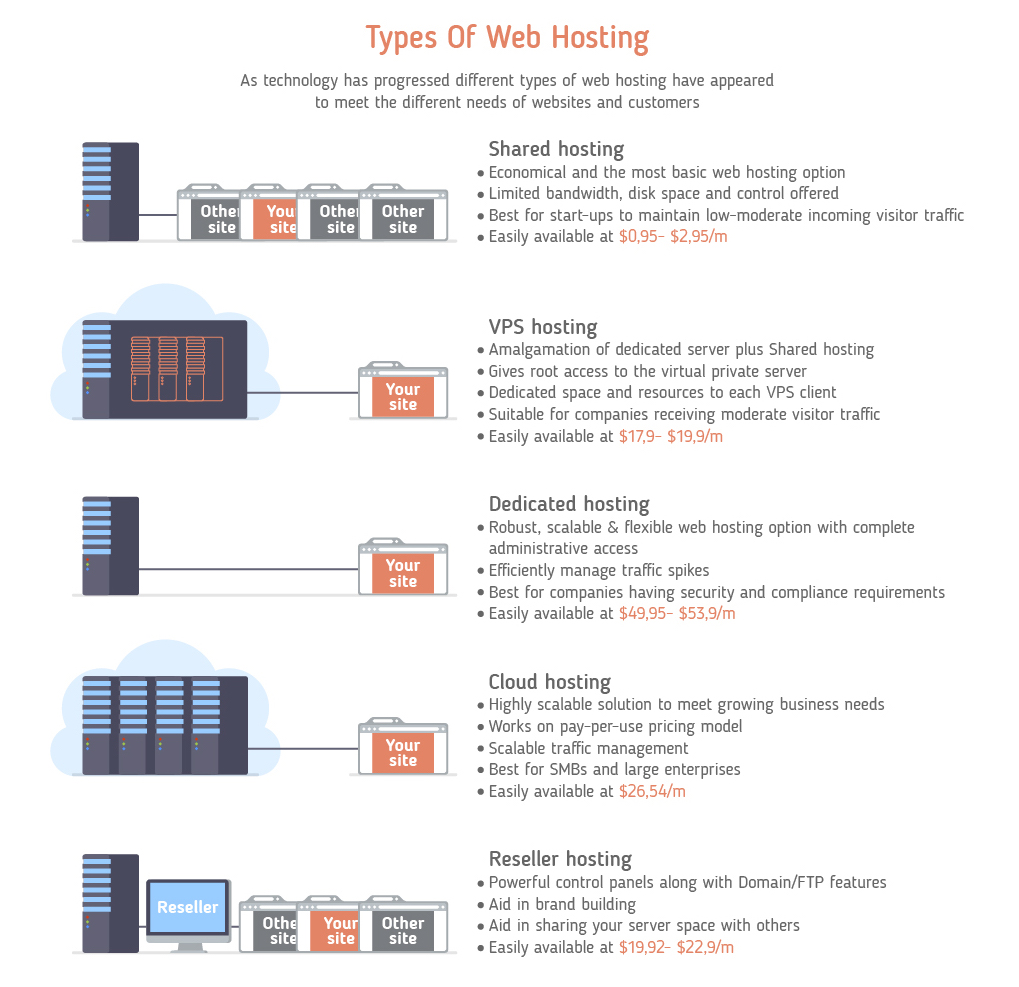 Types Of Web Hosting
As technology has progressed different types of web hosting have appeared
to meet the different needs of websites and customers
Shared hosting
• Economical and the most basic web hosting option
• Limited bandwidth, disk space and control offered
• Best for start-ups to maintain low-moderate incoming visitor traffic
• Easily available at $0,95- $2,95/m
Other You Other Other
site site site site
VPS hosting
• Amalgamation of dedicated server plus Shared hosting
• Gives root access to the virtual private server
• Dedicated space and resources to each VPS client
• Suitable for companies receiving moderate visitor traffic
• Easily available at $17,9- $19,9/m
Your
site
Dedicated hosting
• Robust, scalable & flexible web hosting option with complete
administrative access
• Efficiently manage traffic spikes
• Best for companies having security and compliance requirements
• Easily available at $49,95- $53,9/m
Your
site
Cloud hosting
• Highly scalable solution to meet growing business needs
• Works on pay-per-use pricing model
• Scalable traffic management
• Best for SMBs and large enterprises
• Easily available at $26,54/m
Your
site
Reseller hosting
• Powerful control panels along with Domain/FTP features
• Aid in brand building
• Aid in sharing your server space with others
• Easily available at $19,92- $22,9/m
Reseller
Othe Your Other
site site site